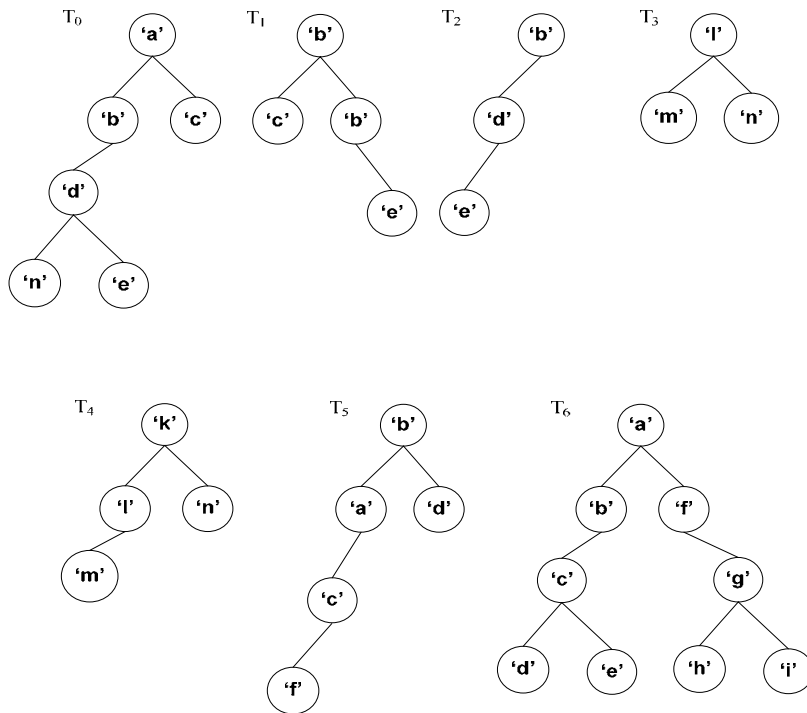 T0 ‘a’ T1 ‘b’ T2 ‘b’ T3 ‘l’
‘b’ ‘c’ ‘c’ ‘b’ ‘d’ ‘m’ ‘n’
‘d’ ‘e’ ‘e’
‘n’ ‘e’
T4 ‘k’ T5 ‘b’ T6 ‘a’
‘l’ ‘n’ ‘a’ ‘d’ ‘b’ ‘f’
‘m’ ‘c’ ‘c’ ‘g’
‘f’ ‘d’ ‘e’ ‘h’ ‘i’